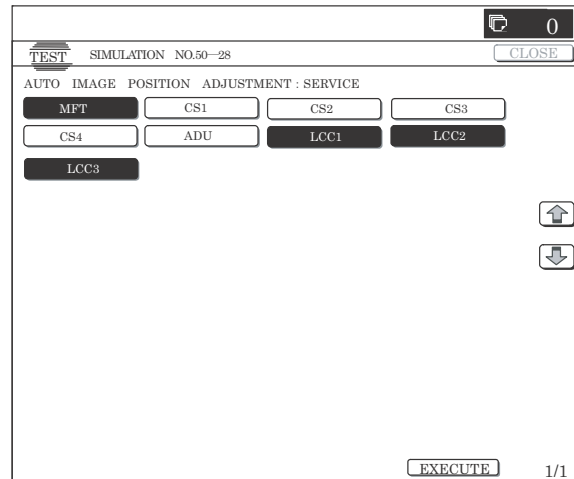 0
TEST SIMULATION NO.50—28 CLOSE
AUTO IMAGE POSITION ADJUSTMENT : SERVICE
MFT CS1 CS2 CS3
CS4 ADU LCC1 LCC2
LCC3
EXECUTE 1/1